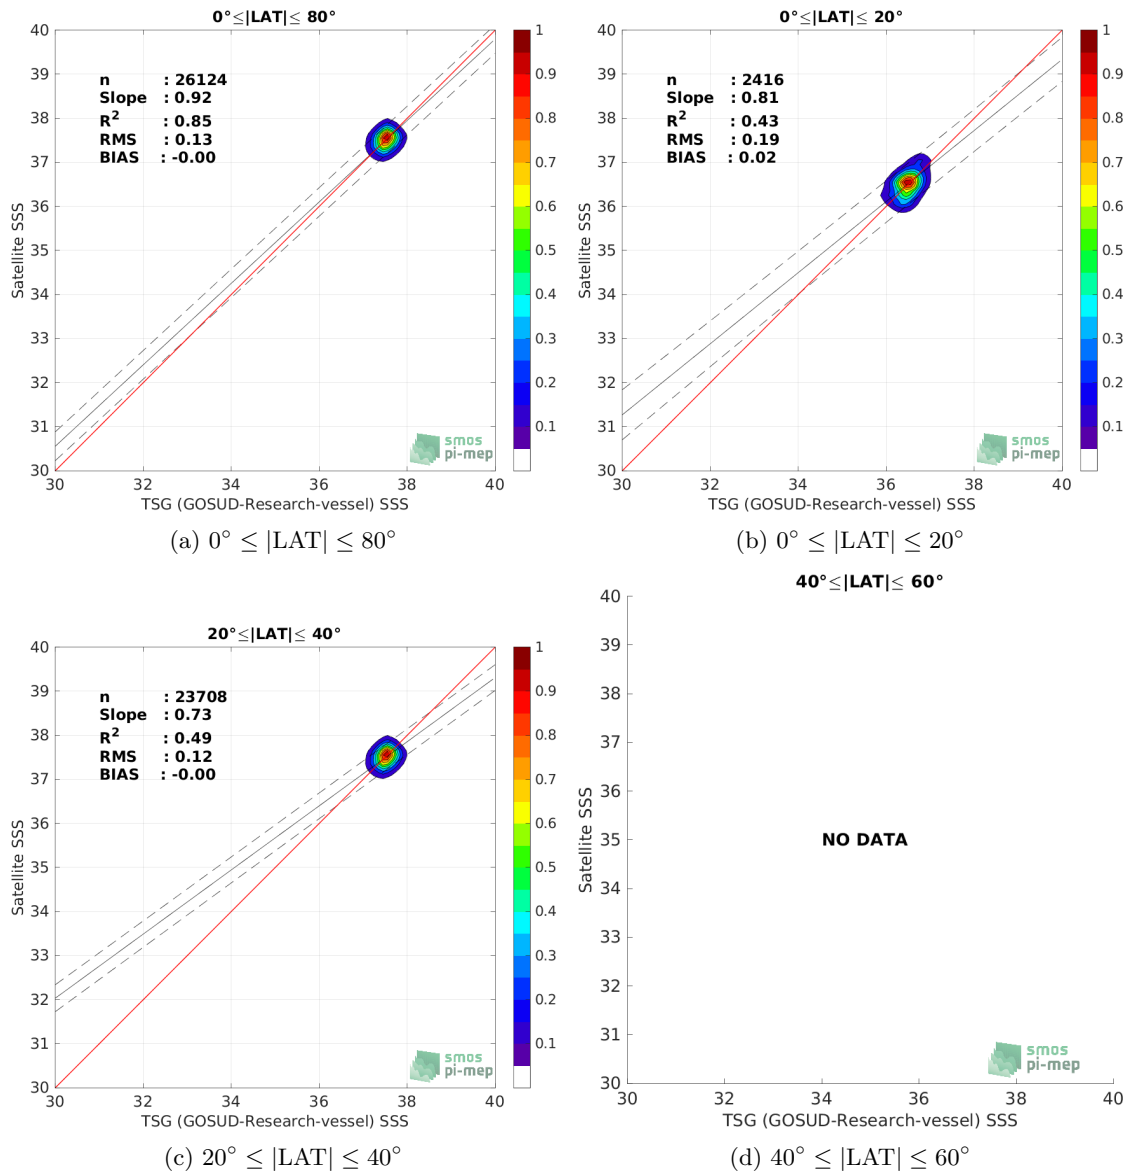 0°≤|LAT|≤ 80°
40
39
38
37
36
35
34
33
32
31
30
Satellite SSS
n : 26124
Slope : 0.92
R2 : 0.85
RMS : 0.13
BIAS : -0.00
smos
pi-mep
30 32 34 36 38 40
TSG (GOSUD-Research-vessel) SSS
1
0.9
0.8
0.7
0.6
0.5
0.4
0.3
0.2
0.1
(a) 0° ≤ |LAT| ≤ 80°
0°≤|LAT|≤ 20°
40
39
38
37
36
35
34
33
32
31
30
Satellite SSS
n : 2416
Slope : 0.81
R2 : 0.43
RMS : 0.19
BIAS : 0.02
smos
pi-mep
30 32 34 36 38 40
TSG (GOSUD-Research-vessel) SSS
1
0.9
0.8
0.7
0.6
0.5
0.4
0.3
0.2
0.1
(b) 0° ≤ |LAT| ≤ 20°
20°≤|LAT|≤ 40°
40
39
38
37
36
35
34
33
32
31
30
Satellite SSS
n : 23708
Slope : 0.73
R2 : 0.49
RMS : 0.12
BIAS : -0.00
smos
pi-mep
30 32 34 36 38 40
TSG (GOSUD-Research-vessel) SSS
1
0.9
0.8
0.7
0.6
0.5
0.4
0.3
0.2
0.1
(c) 20° ≤ |LAT| ≤ 40°
40°≤|LAT|≤ 60°
40
39
38
37
36
35
34
33
32
31
30
Satellite SSS
NO DATA
smos
pi-mep
30 32 34 36 38 40
TSG (GOSUD-Research-vessel) SSS
(d) 40° ≤ |LAT| ≤ 60°